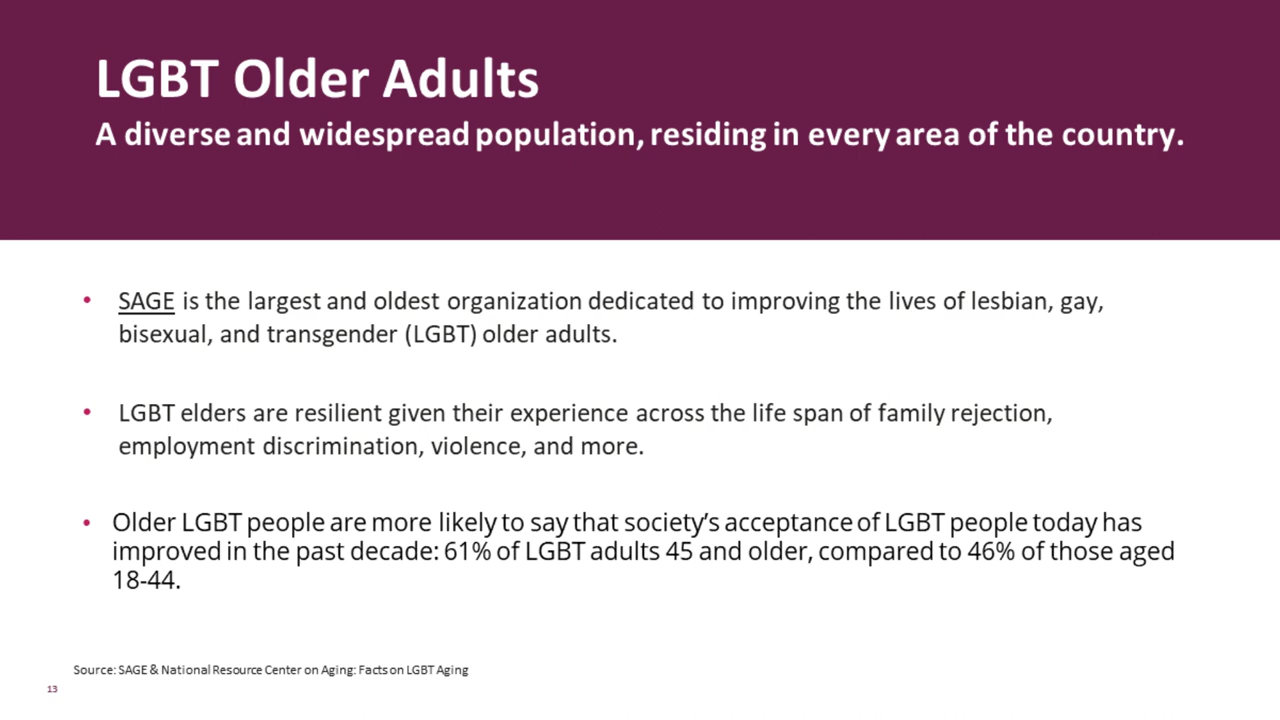 LGBT Older Adults
A diverse and widespread population, residing in every area of the country.
• SAGE is the largest and oldest organization dedicated to improving the lives of lesbian, gay,
bisexual, and transgender (LGBT) older adults.
• LGBT elders are resilient given their experience across the life span of family rejection,
employment discrimination, violence, and more.
• Older LGBT people are more likely to say that society’s acceptance of LGBT people today has
improved in the past decade: 61% of LGBT adults 45 and older, compared to 46% of those aged
18-44.
Source: SAGE & National Resource Center on Aging: Facts on LGBT Aging
13